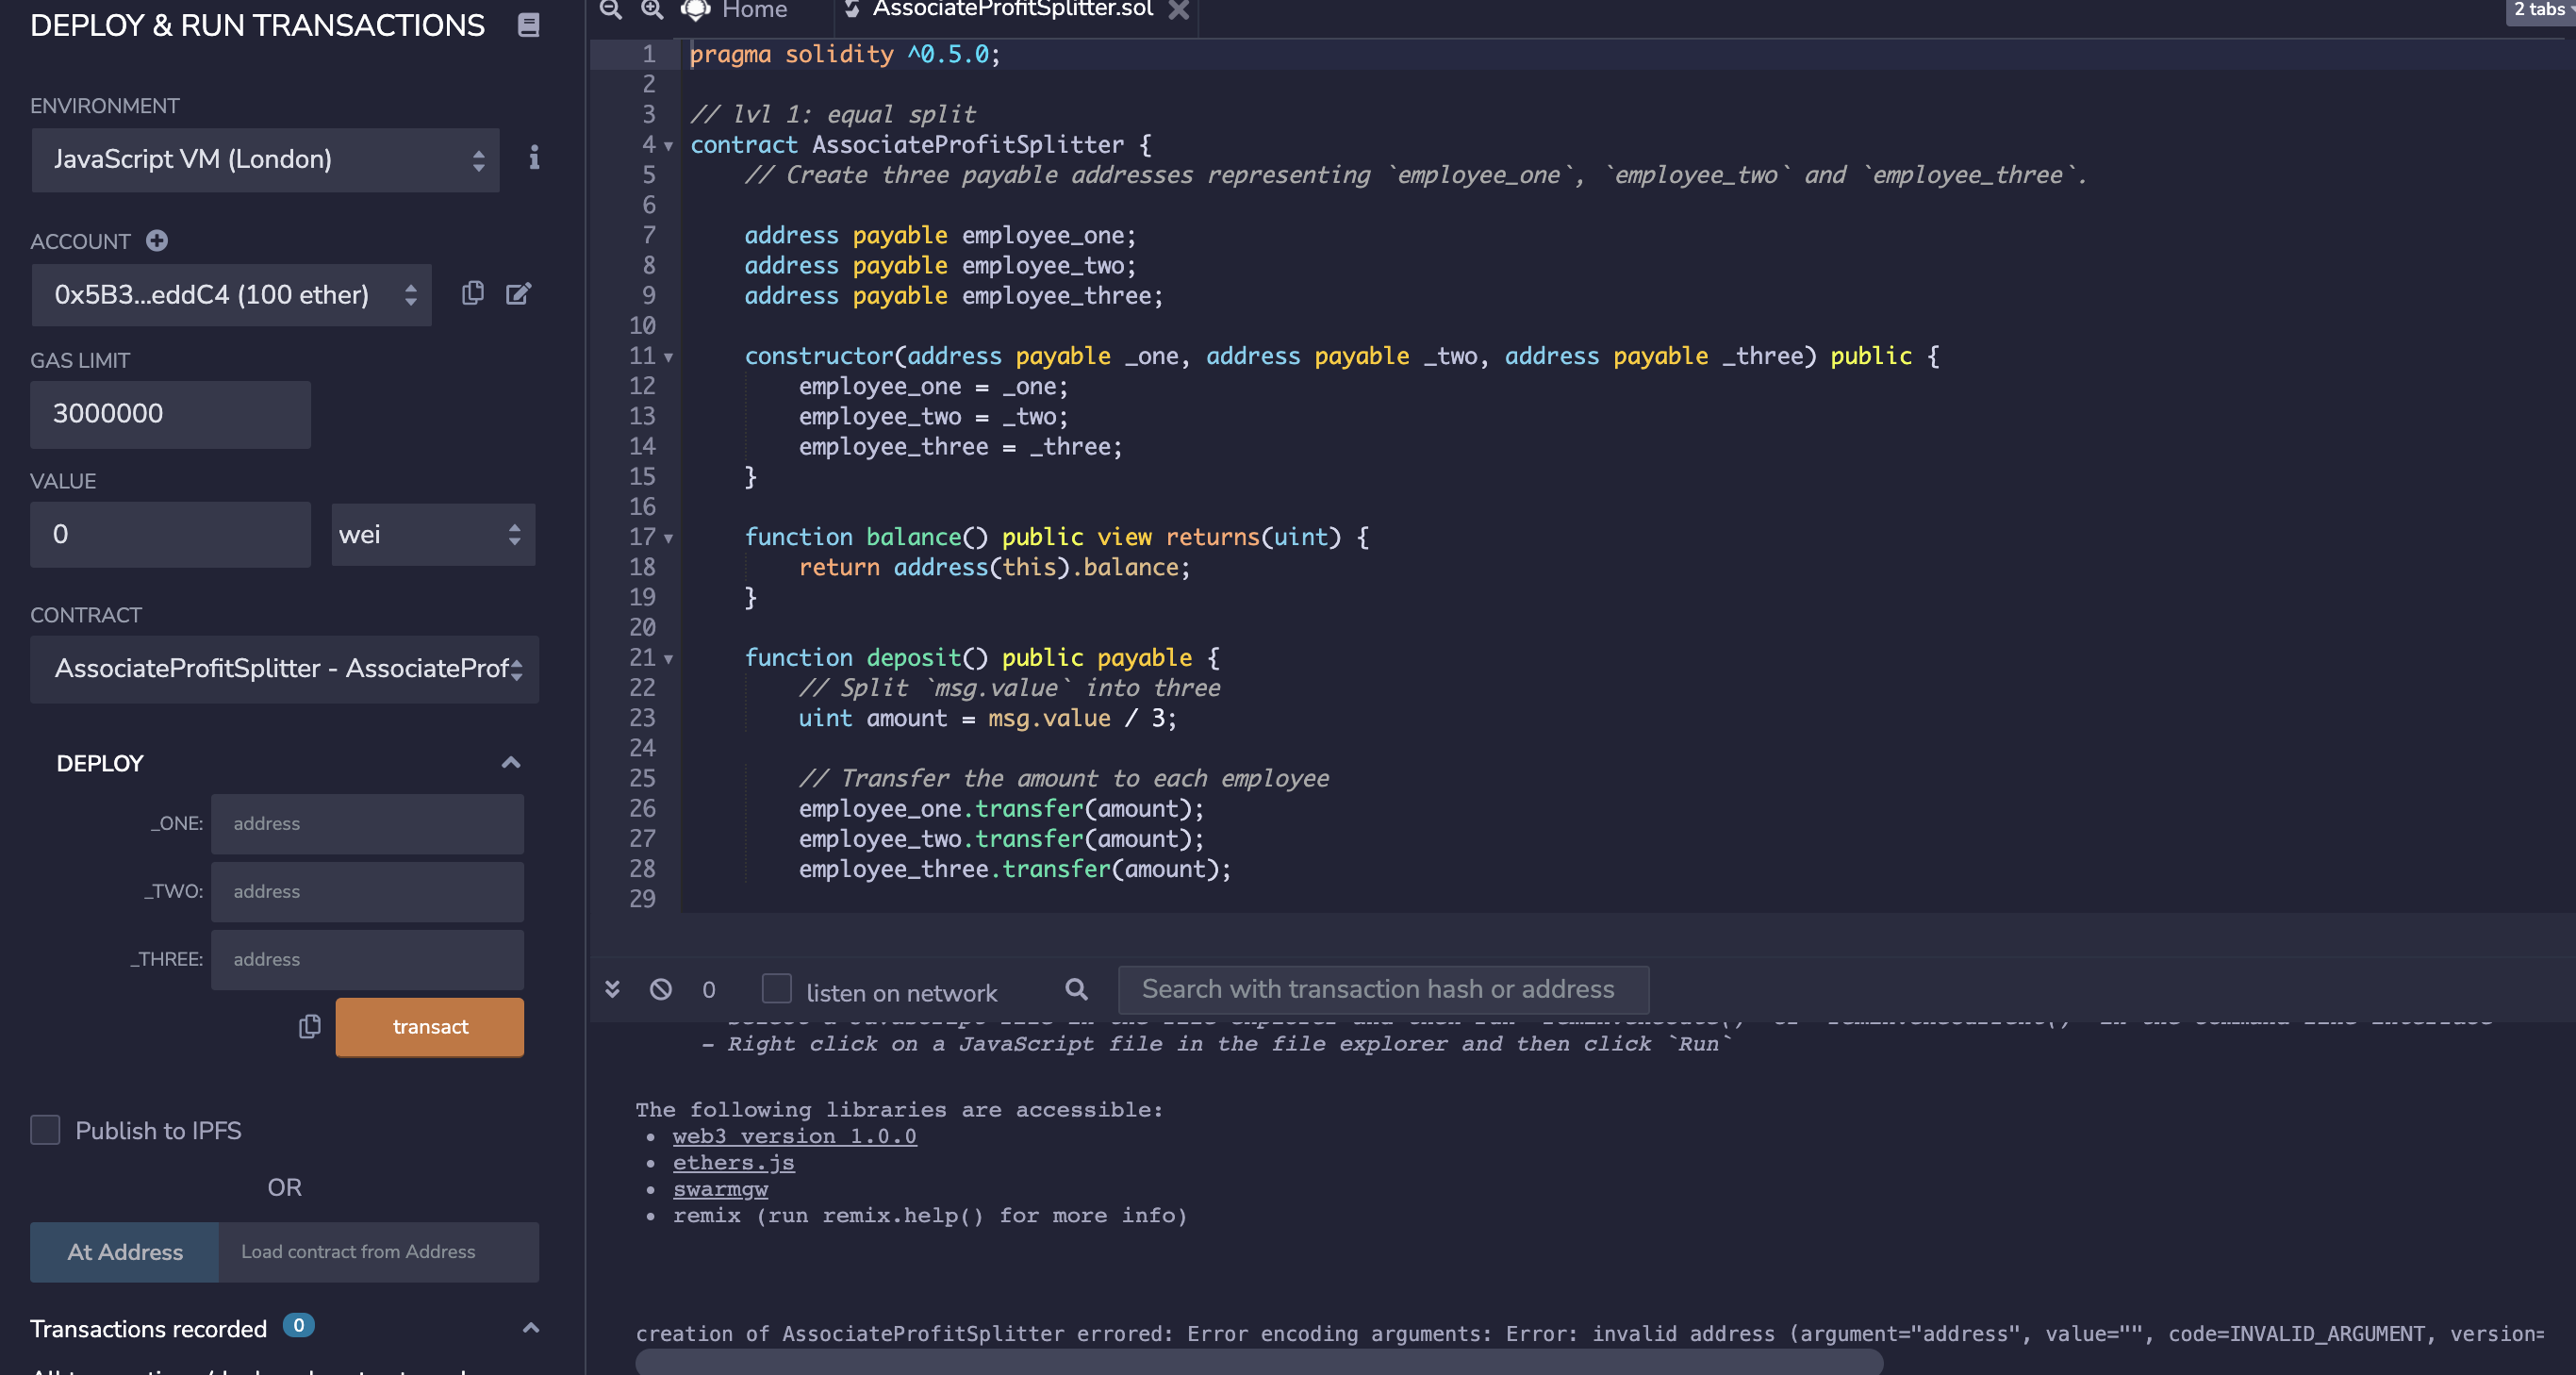 DEPLOY & RUN TRANSACTIONS
ENVIRONMENT
JavaScript VM (London)
ACCOUNT
0x5B3...eddC4 (100 ether)
GAS LIMIT
3000000
VALUE
0
wei
CONTRACT
AssociateProfitSplitter - AssociateProf
DEPLOY
_ONE: address
_TWO: address
_THREE: address
transact
Publish to IPFS
OR
At Address
Load contract from Address
Transactions recorded 0
Home
AssociateProfitSplitter.sol
2 tabs
1 pragma solidity ^0.5.0;
2
3 // lvl 1: equal split
4 contract AssociateProfitSplitter {
5 // Create three payable addresses representing `employee_one`, `employee_two` and `employee_three`.
6
7 address payable employee_one;
8 address payable employee_two;
9 address payable employee_three;
10
11 constructor(address payable _one, address payable _two, address payable _three) public {
12 employee_one = _one;
13 employee_two = _two;
14 employee_three = _three;
15 }
16
17 function balance() public view returns(uint) {
18 return address(this).balance;
19 }
20
21 function deposit() public payable {
22 // Split `msg.value` into three
23 uint amount = msg.value / 3;
24
25 // Transfer the amount to each employee
26 employee_one.transfer(amount);
27 employee_two.transfer(amount);
28 employee_three.transfer(amount);
29
0
listen on network
Search with transaction hash or address
- Right click on a JavaScript file in the file explorer and then click `Run`
The following libraries are accessible:
• web3 version 1.0.0
• ethers.js
• swarmgw
• remix (run remix.help() for more info)
creation of AssociateProfitSplitter errored: Error encoding arguments: Error: invalid address (argument="address", value="", code=INVALID_ARGUMENT, version=